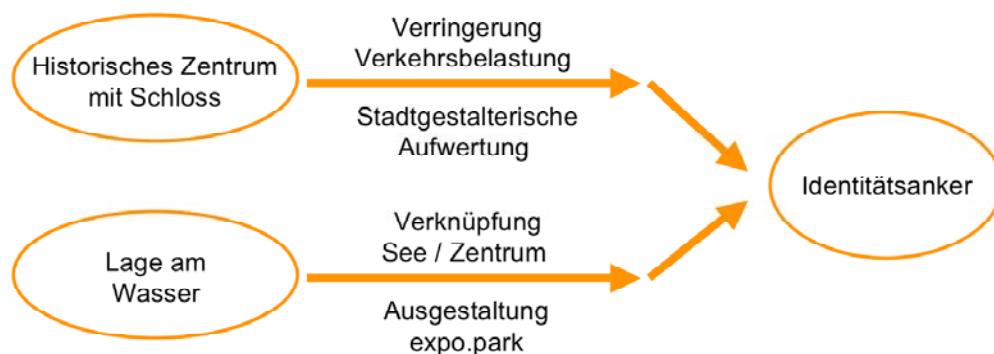 Historisches Zentrum
mit Schloss
Verringerung
Verkehrsbelastung
Stadtgestalterische
Aufwertung
Lage am
Wasser
Verknüpfung
See / Zentrum
Ausgestaltung
expo.park
Identitätsanker